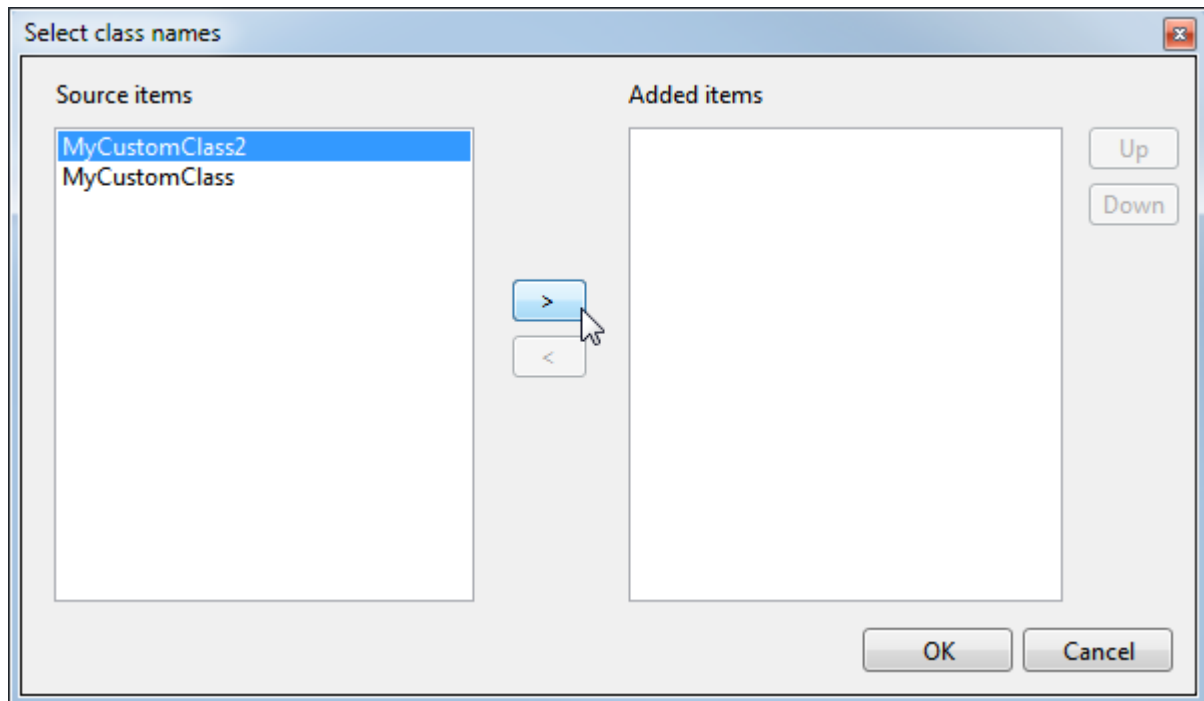 Select class names
Source items
Added items
MyCustomClass2
MyCustomClass
Up
Down
>
<
OK
Cancel